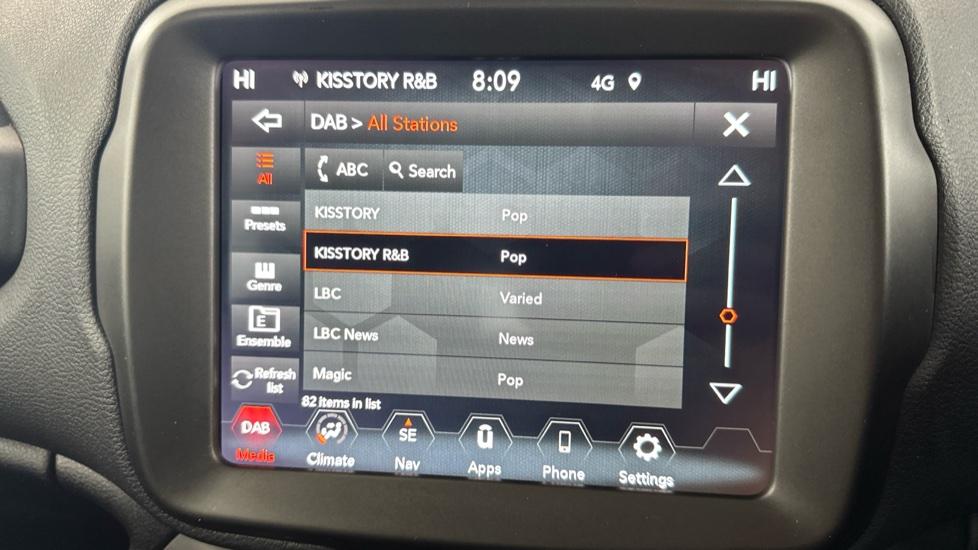 HI KISSTORY R&B 8:09 4G HI
DAB > All Stations
All
ABC Search
Presets
KISSTORY Pop
KISSTORY R&B Pop
Genre
LBC Varied
Ensemble
LBC News News
Refresh list
Magic Pop
82 items in list
DAB
Media
Climate
SE
Nav
Apps
Phone
Settings